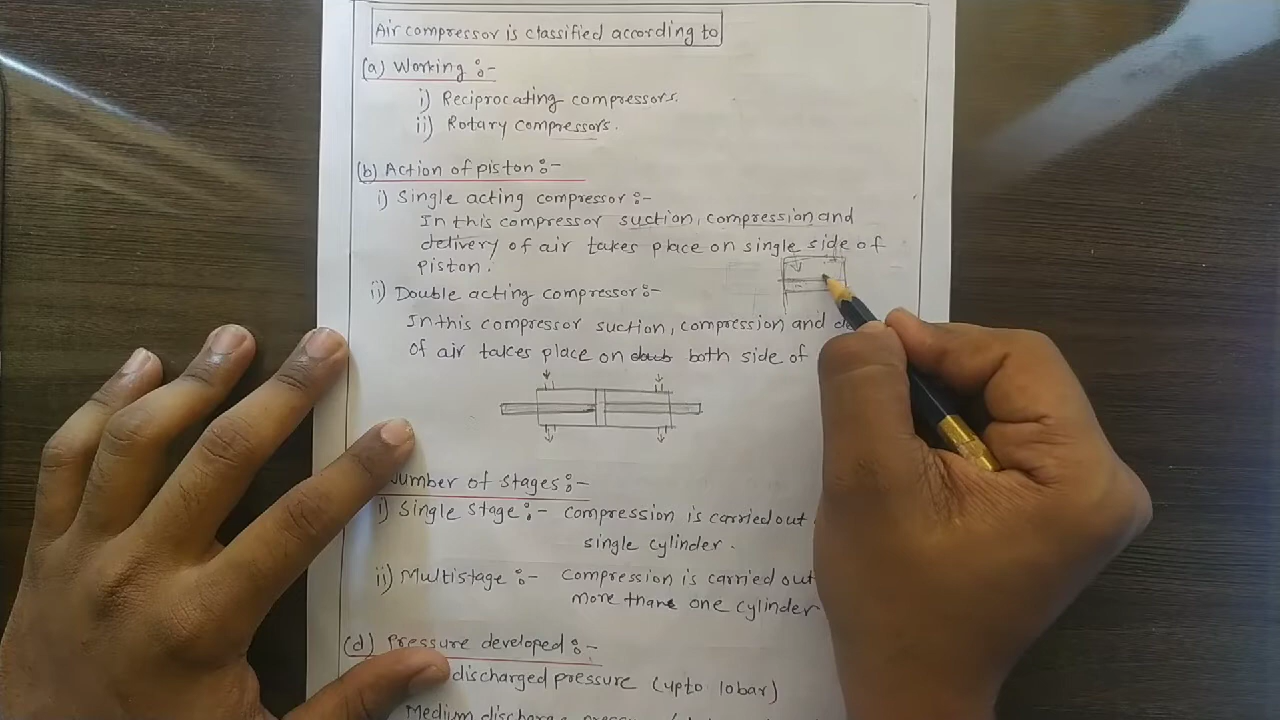 Air compressor is classified according to
(a) Working :-
i) Reciprocating compressors.
ii) Rotary compressors.
(b) Action of piston:-
i) Single acting compressor :-
In this compressor suction, compression and
delivery of air takes place on single side of
piston.
ii) Double acting compressor:-
In this compressor suction, compression and
of air takes place on both side of
Number of stages:-
i) Single stage :- compression is carried out
single cylinder.
ii) Multistage :- compression is carried out
more than one cylinder
(d) Pressure developed :-
discharged pressure (upto 10bar)
Medium discharge